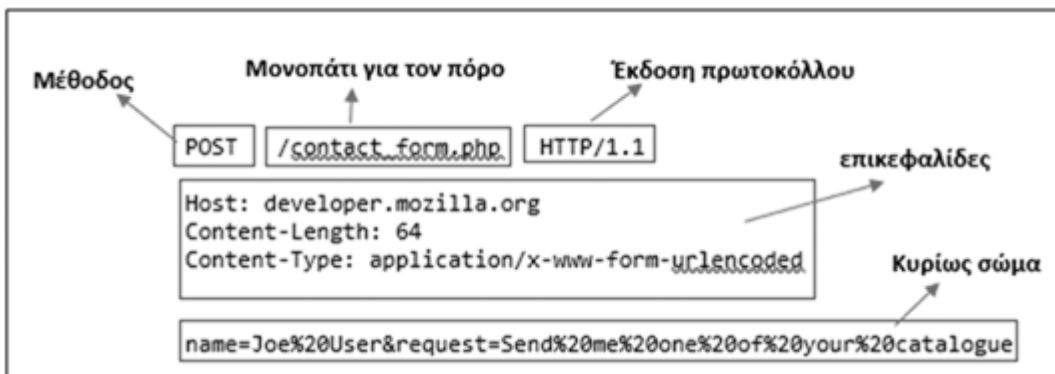 Μέθοδος
Μονοπάτι για τον πόρο
Έκδοση πρωτοκόλλου
POST /contact_form.php HTTP/1.1
επικεφαλίδες
Host: developer.mozilla.org
Content-Length: 64
Content-Type: application/x-www-form-urlencoded
Κυρίως σώμα
name=Joe%20User&request=Send%20me%20one%20of%20your%20catalogue